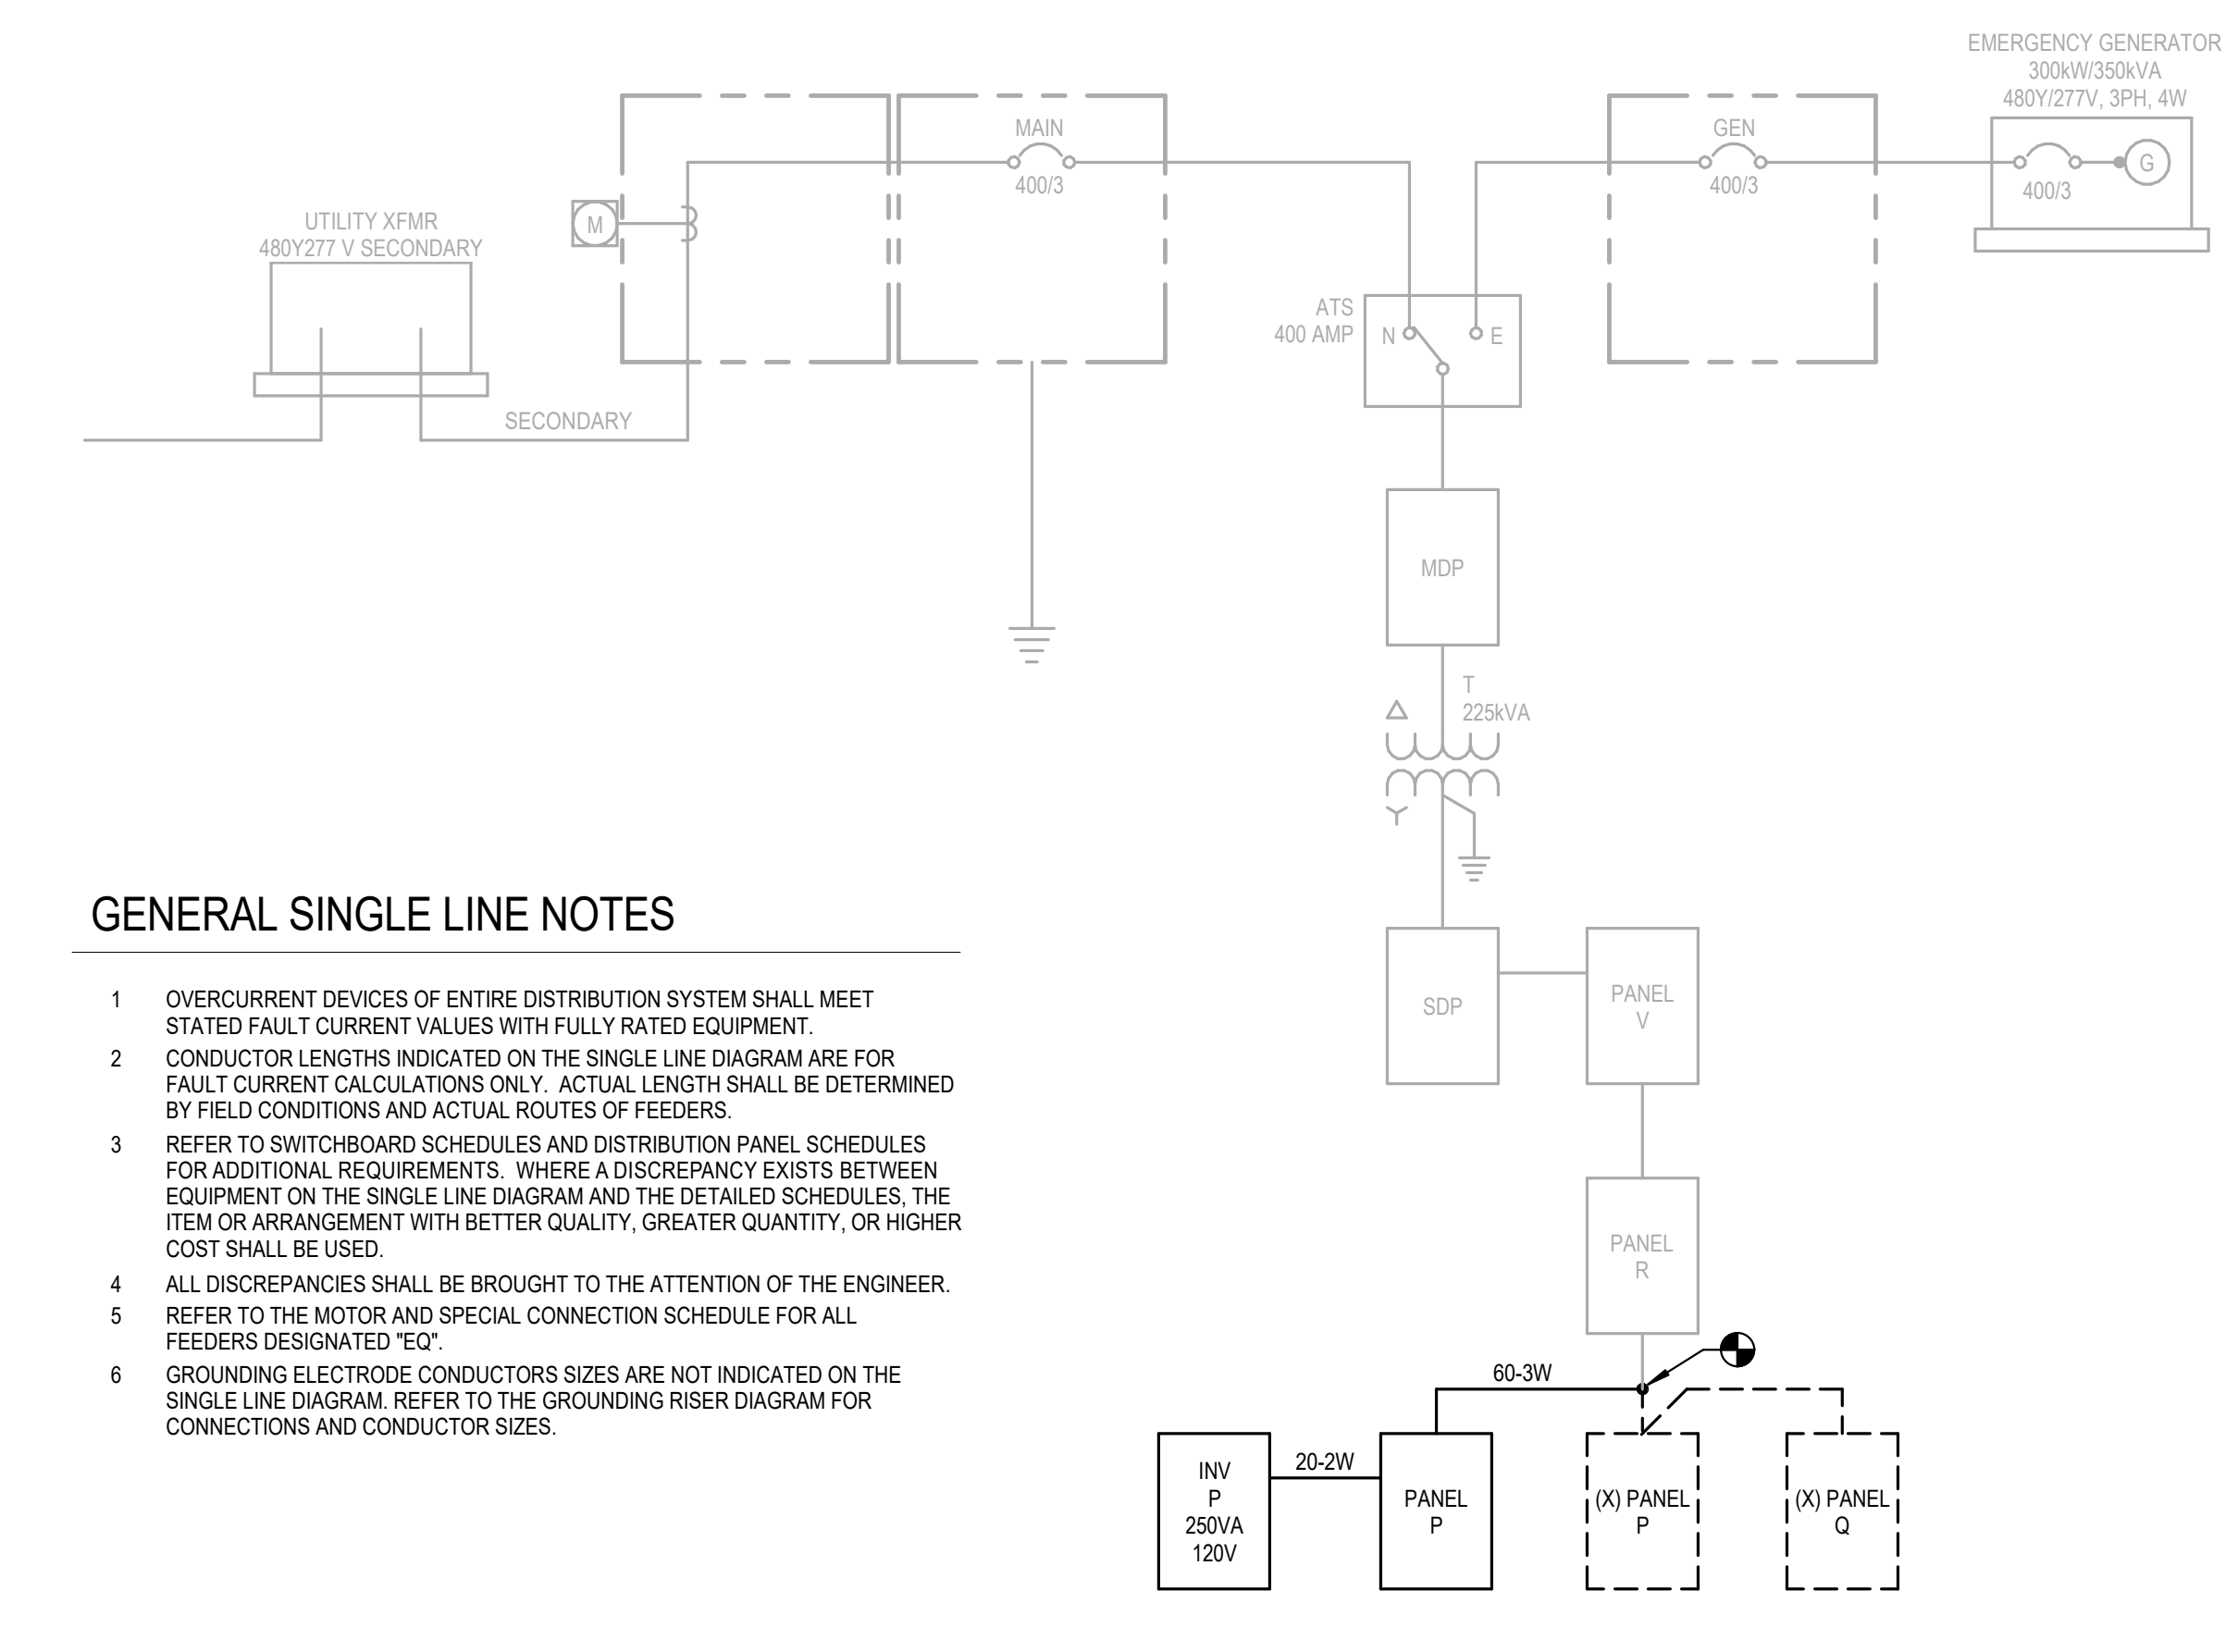 EMERGENCY GENERATOR
300kW/350kVA
480Y/277V, 3PH, 4W
MAIN
400/3
GEN
400/3
G
400/3
UTILITY XFMR
480Y277 V SECONDARY
M
SECONDARY
ATS
400 AMP
N
E
MDP
T
225kVA
SDP
PANEL
V
PANEL
R
GENERAL SINGLE LINE NOTES
1 OVERCURRENT DEVICES OF ENTIRE DISTRIBUTION SYSTEM SHALL MEET
STATED FAULT CURRENT VALUES WITH FULLY RATED EQUIPMENT.
2 CONDUCTOR LENGTHS INDICATED ON THE SINGLE LINE DIAGRAM ARE FOR
FAULT CURRENT CALCULATIONS ONLY. ACTUAL LENGTH SHALL BE DETERMINED
BY FIELD CONDITIONS AND ACTUAL ROUTES OF FEEDERS.
3 REFER TO SWITCHBOARD SCHEDULES AND DISTRIBUTION PANEL SCHEDULES
FOR ADDITIONAL REQUIREMENTS. WHERE A DISCREPANCY EXISTS BETWEEN
EQUIPMENT ON THE SINGLE LINE DIAGRAM AND THE DETAILED SCHEDULES, THE
ITEM OR ARRANGEMENT WITH BETTER QUALITY, GREATER QUANTITY, OR HIGHER
COST SHALL BE USED.
4 ALL DISCREPANCIES SHALL BE BROUGHT TO THE ATTENTION OF THE ENGINEER.
5 REFER TO THE MOTOR AND SPECIAL CONNECTION SCHEDULE FOR ALL
FEEDERS DESIGNATED "EQ".
6 GROUNDING ELECTRODE CONDUCTORS SIZES ARE NOT INDICATED ON THE
SINGLE LINE DIAGRAM. REFER TO THE GROUNDING RISER DIAGRAM FOR
CONNECTIONS AND CONDUCTOR SIZES.
60-3W
INV
P
250VA
120V
20-2W
PANEL
P
(X) PANEL
P
(X) PANEL
Q